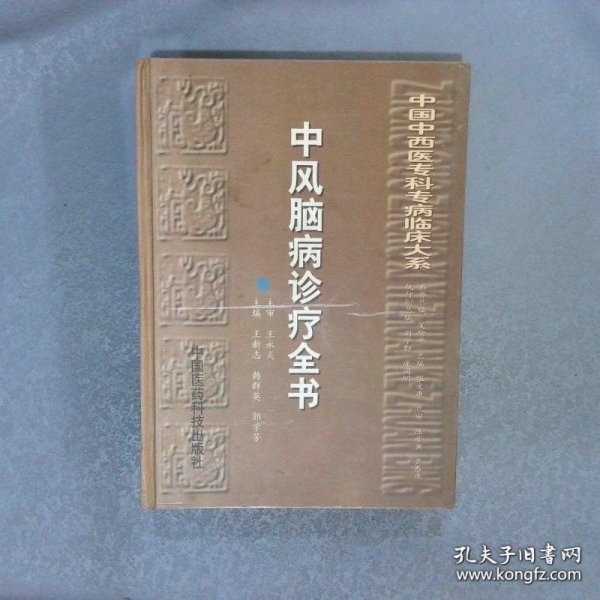 中国中西医专科专病临床大系
中风脑病诊疗全书
主审 王永炎
主编 王新志 韩群英 郭学芳
中国医药科技出版社
孔夫子旧书网
www.kongfz.com